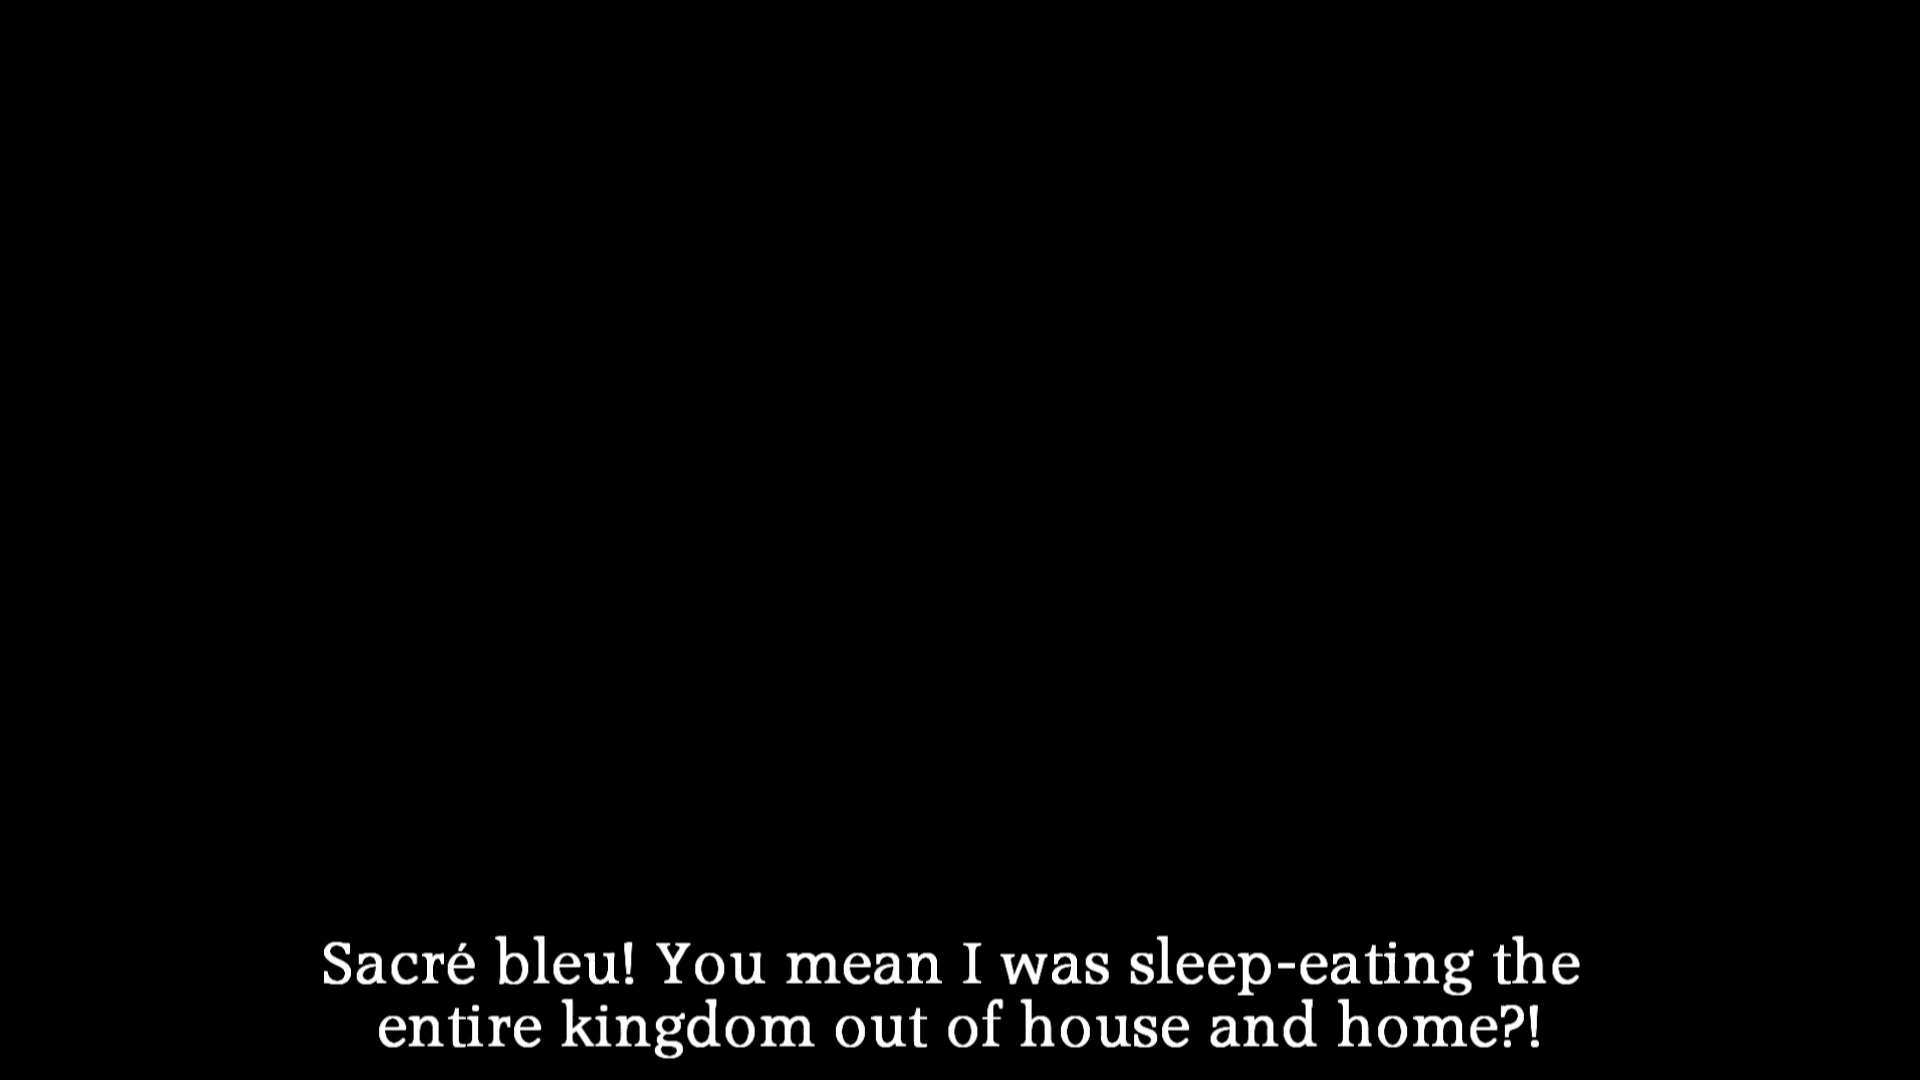 Sacré bleu! You mean I was sleep-eating the
entire kingdom out of house and home?!